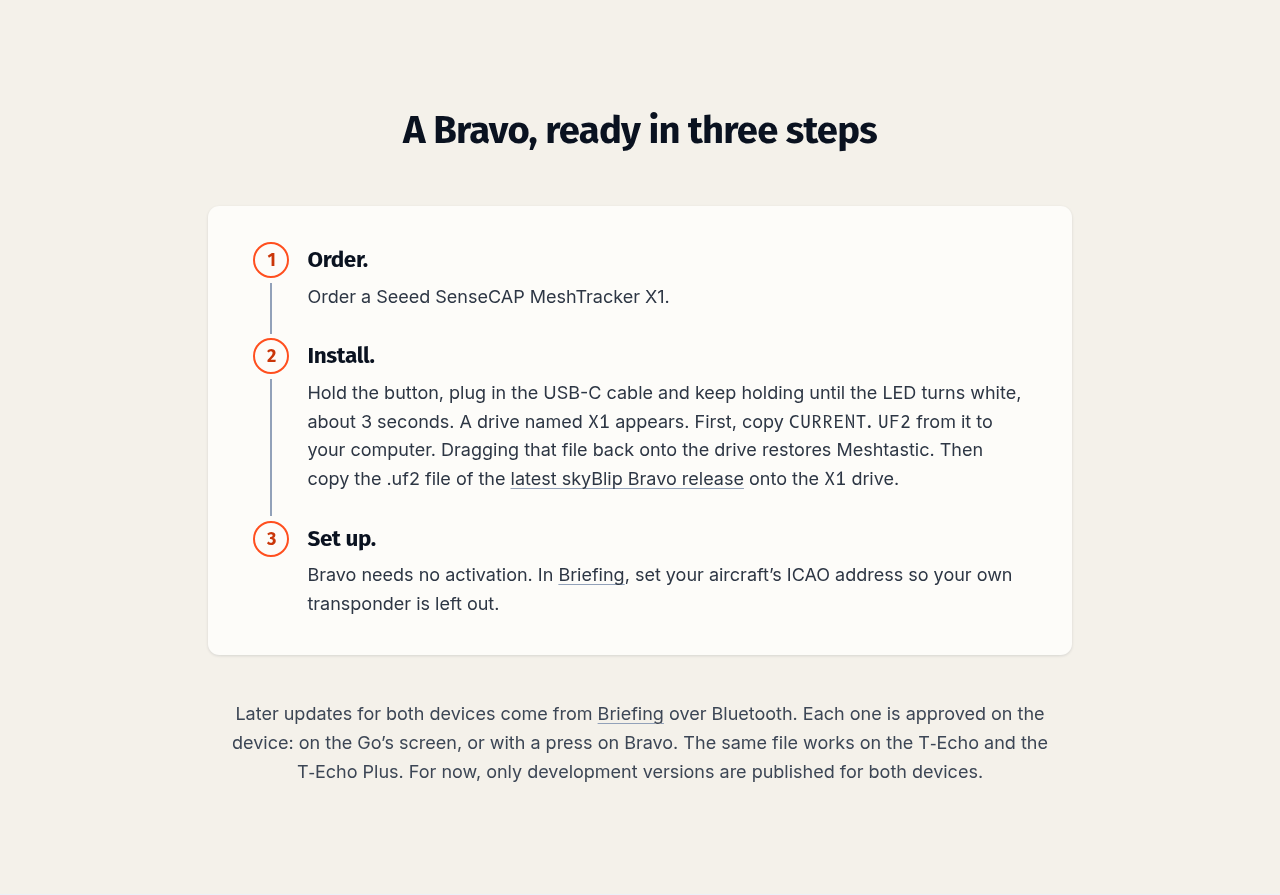 A Bravo, ready in three steps
1
Order.
Order a Seeed SenseCAP MeshTracker X1.
2
Install.
Hold the button, plug in the USB-C cable and keep holding until the LED turns white,
about 3 seconds. A drive named X1 appears. First, copy CURRENT.UF2 from it to
your computer. Dragging that file back onto the drive restores Meshtastic. Then
copy the .uf2 file of the latest skyBlip Bravo release onto the X1 drive.
3
Set up.
Bravo needs no activation. In Briefing, set your aircraft’s ICAO address so your own
transponder is left out.
Later updates for both devices come from Briefing over Bluetooth. Each one is approved on the
device: on the Go’s screen, or with a press on Bravo. The same file works on the T-Echo and the
T-Echo Plus. For now, only development versions are published for both devices.